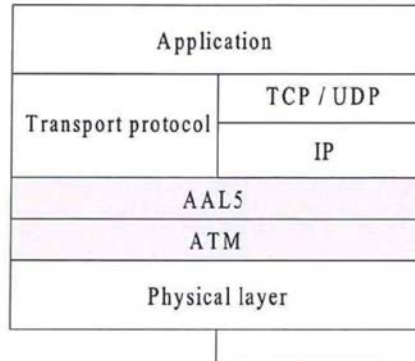 Application
TCP / UDP
Transport protocol
IP
AAL5
ATM
Physical layer